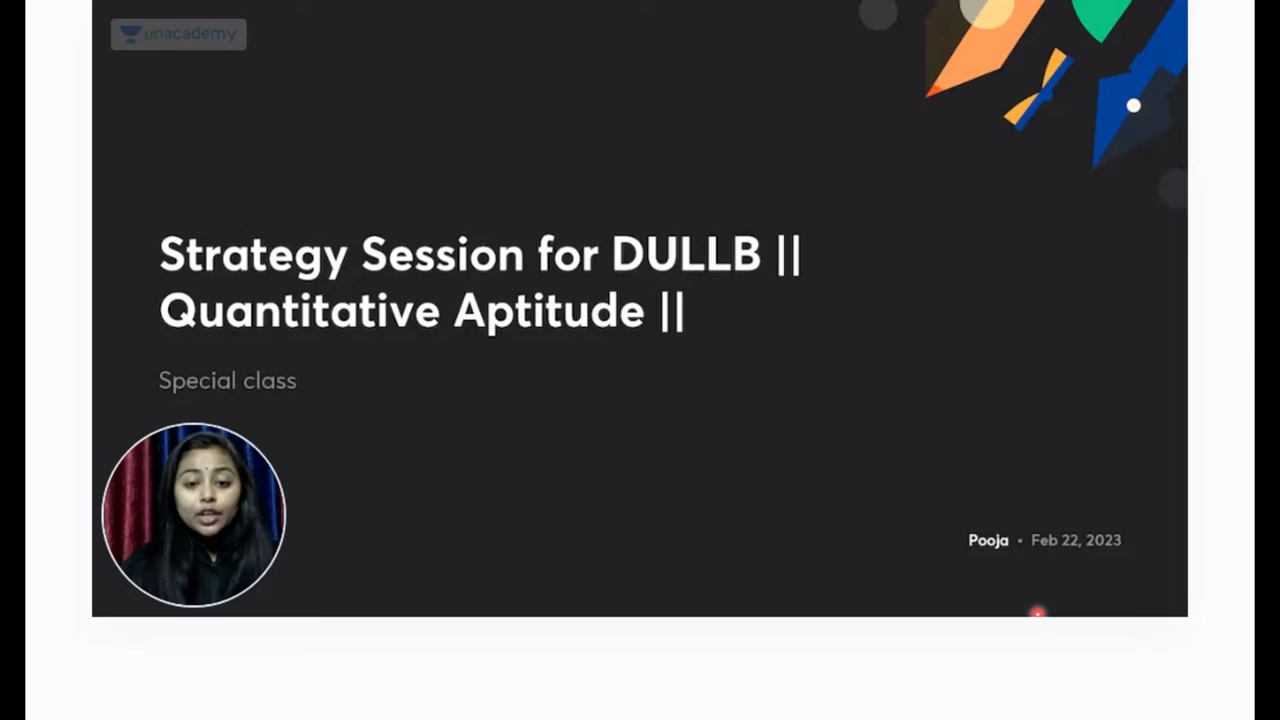 unacademy
Strategy Session for DULLB ||
Quantitative Aptitude ||
Special class
Pooja • Feb 22, 2023